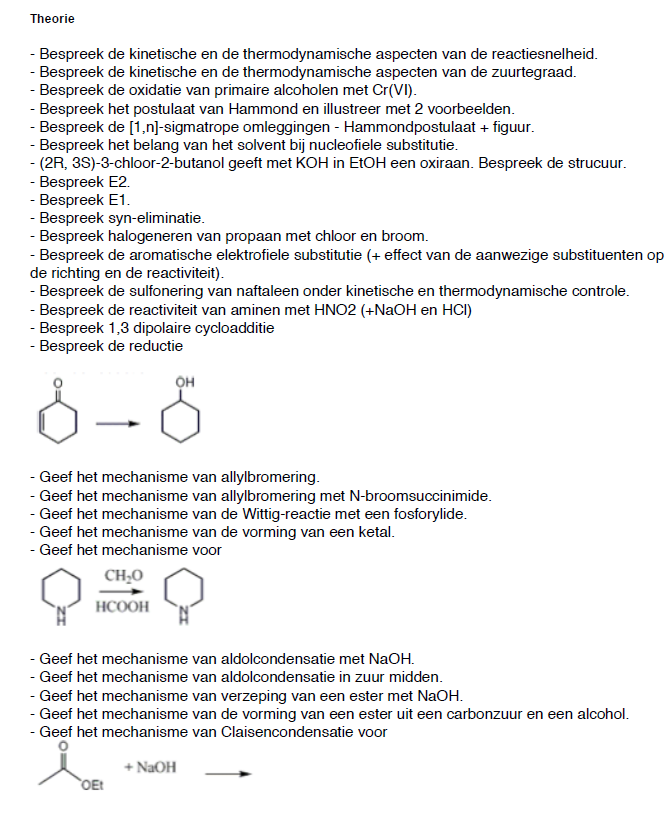 Theorie
- Bespreek de kinetische en de thermodynamische aspecten van de reactiesnelheid.
- Bespreek de kinetische en de thermodynamische aspecten van de zuurtegraad.
- Bespreek de oxidatie van primaire alcoholen met Cr(VI).
- Bespreek het postulaat van Hammond en illustreer met 2 voorbeelden.
- Bespreek de [1,n]-sigmatrope omleggingen - Hammondpostulaat + figuur.
- Bespreek het belang van het solvent bij nucleofiele substitutie.
- (2R, 3S)-3-chloor-2-butanol geeft met KOH in EtOH een oxiraan. Bespreek de strucuur.
- Bespreek E2.
- Bespreek E1.
- Bespreek syn-eliminatie.
- Bespreek halogeneren van propaan met chloor en broom.
- Bespreek de aromatische elektrofiele substitutie (+ effect van de aanwezige substituenten op
de richting en de reactiviteit).
- Bespreek de sulfonering van naftaleen onder kinetische en thermodynamische controle.
- Bespreek de reactiviteit van aminen met HNO2 (+NaOH en HCl)
- Bespreek 1,3 dipolaire cycloadditie
- Bespreek de reductie
O
OH
- Geef het mechanisme van allylbromering.
- Geef het mechanisme van allylbromering met N-broomsuccinimide.
- Geef het mechanisme van de Wittig-reactie met een fosforylide.
- Geef het mechanisme van de vorming van een ketal.
- Geef het mechanisme voor
CH₂O
HCOOH
N
H
N
H
- Geef het mechanisme van aldolcondensatie met NaOH.
- Geef het mechanisme van aldolcondensatie in zuur midden.
- Geef het mechanisme van verzeping van een ester met NaOH.
- Geef het mechanisme van de vorming van een ester uit een carbonzuur en een alcohol.
- Geef het mechanisme van Claisencondensatie voor
O
OEt
+ NaOH